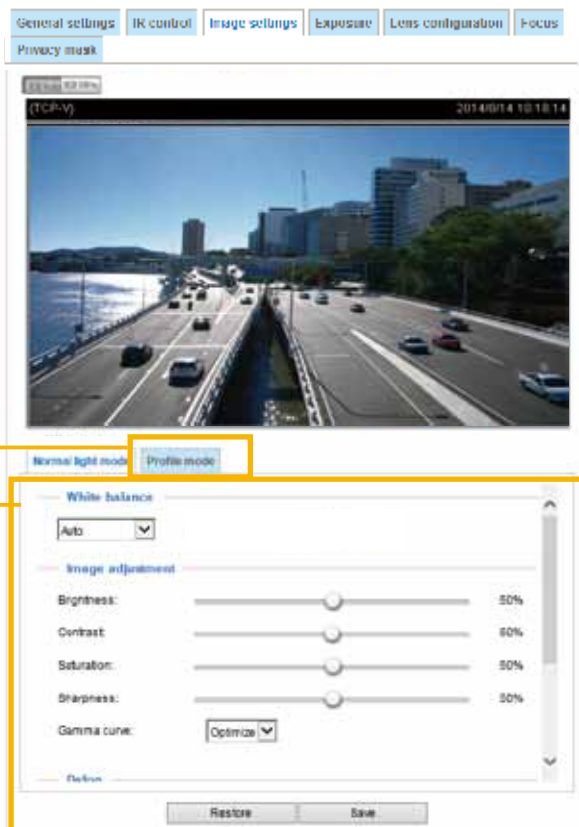 General settings IR control Image settings Exposure Lens configuration Focus
Privacy mask
(TCP-V) 2014/8/14 10:18:14
Normal light mode Profile mode
White balance
Auto
Image adjustment
Brightness: 50%
Contrast: 50%
Saturation: 50%
Sharpness: 50%
Gamma curve: Optimize
Defog
Restore Save